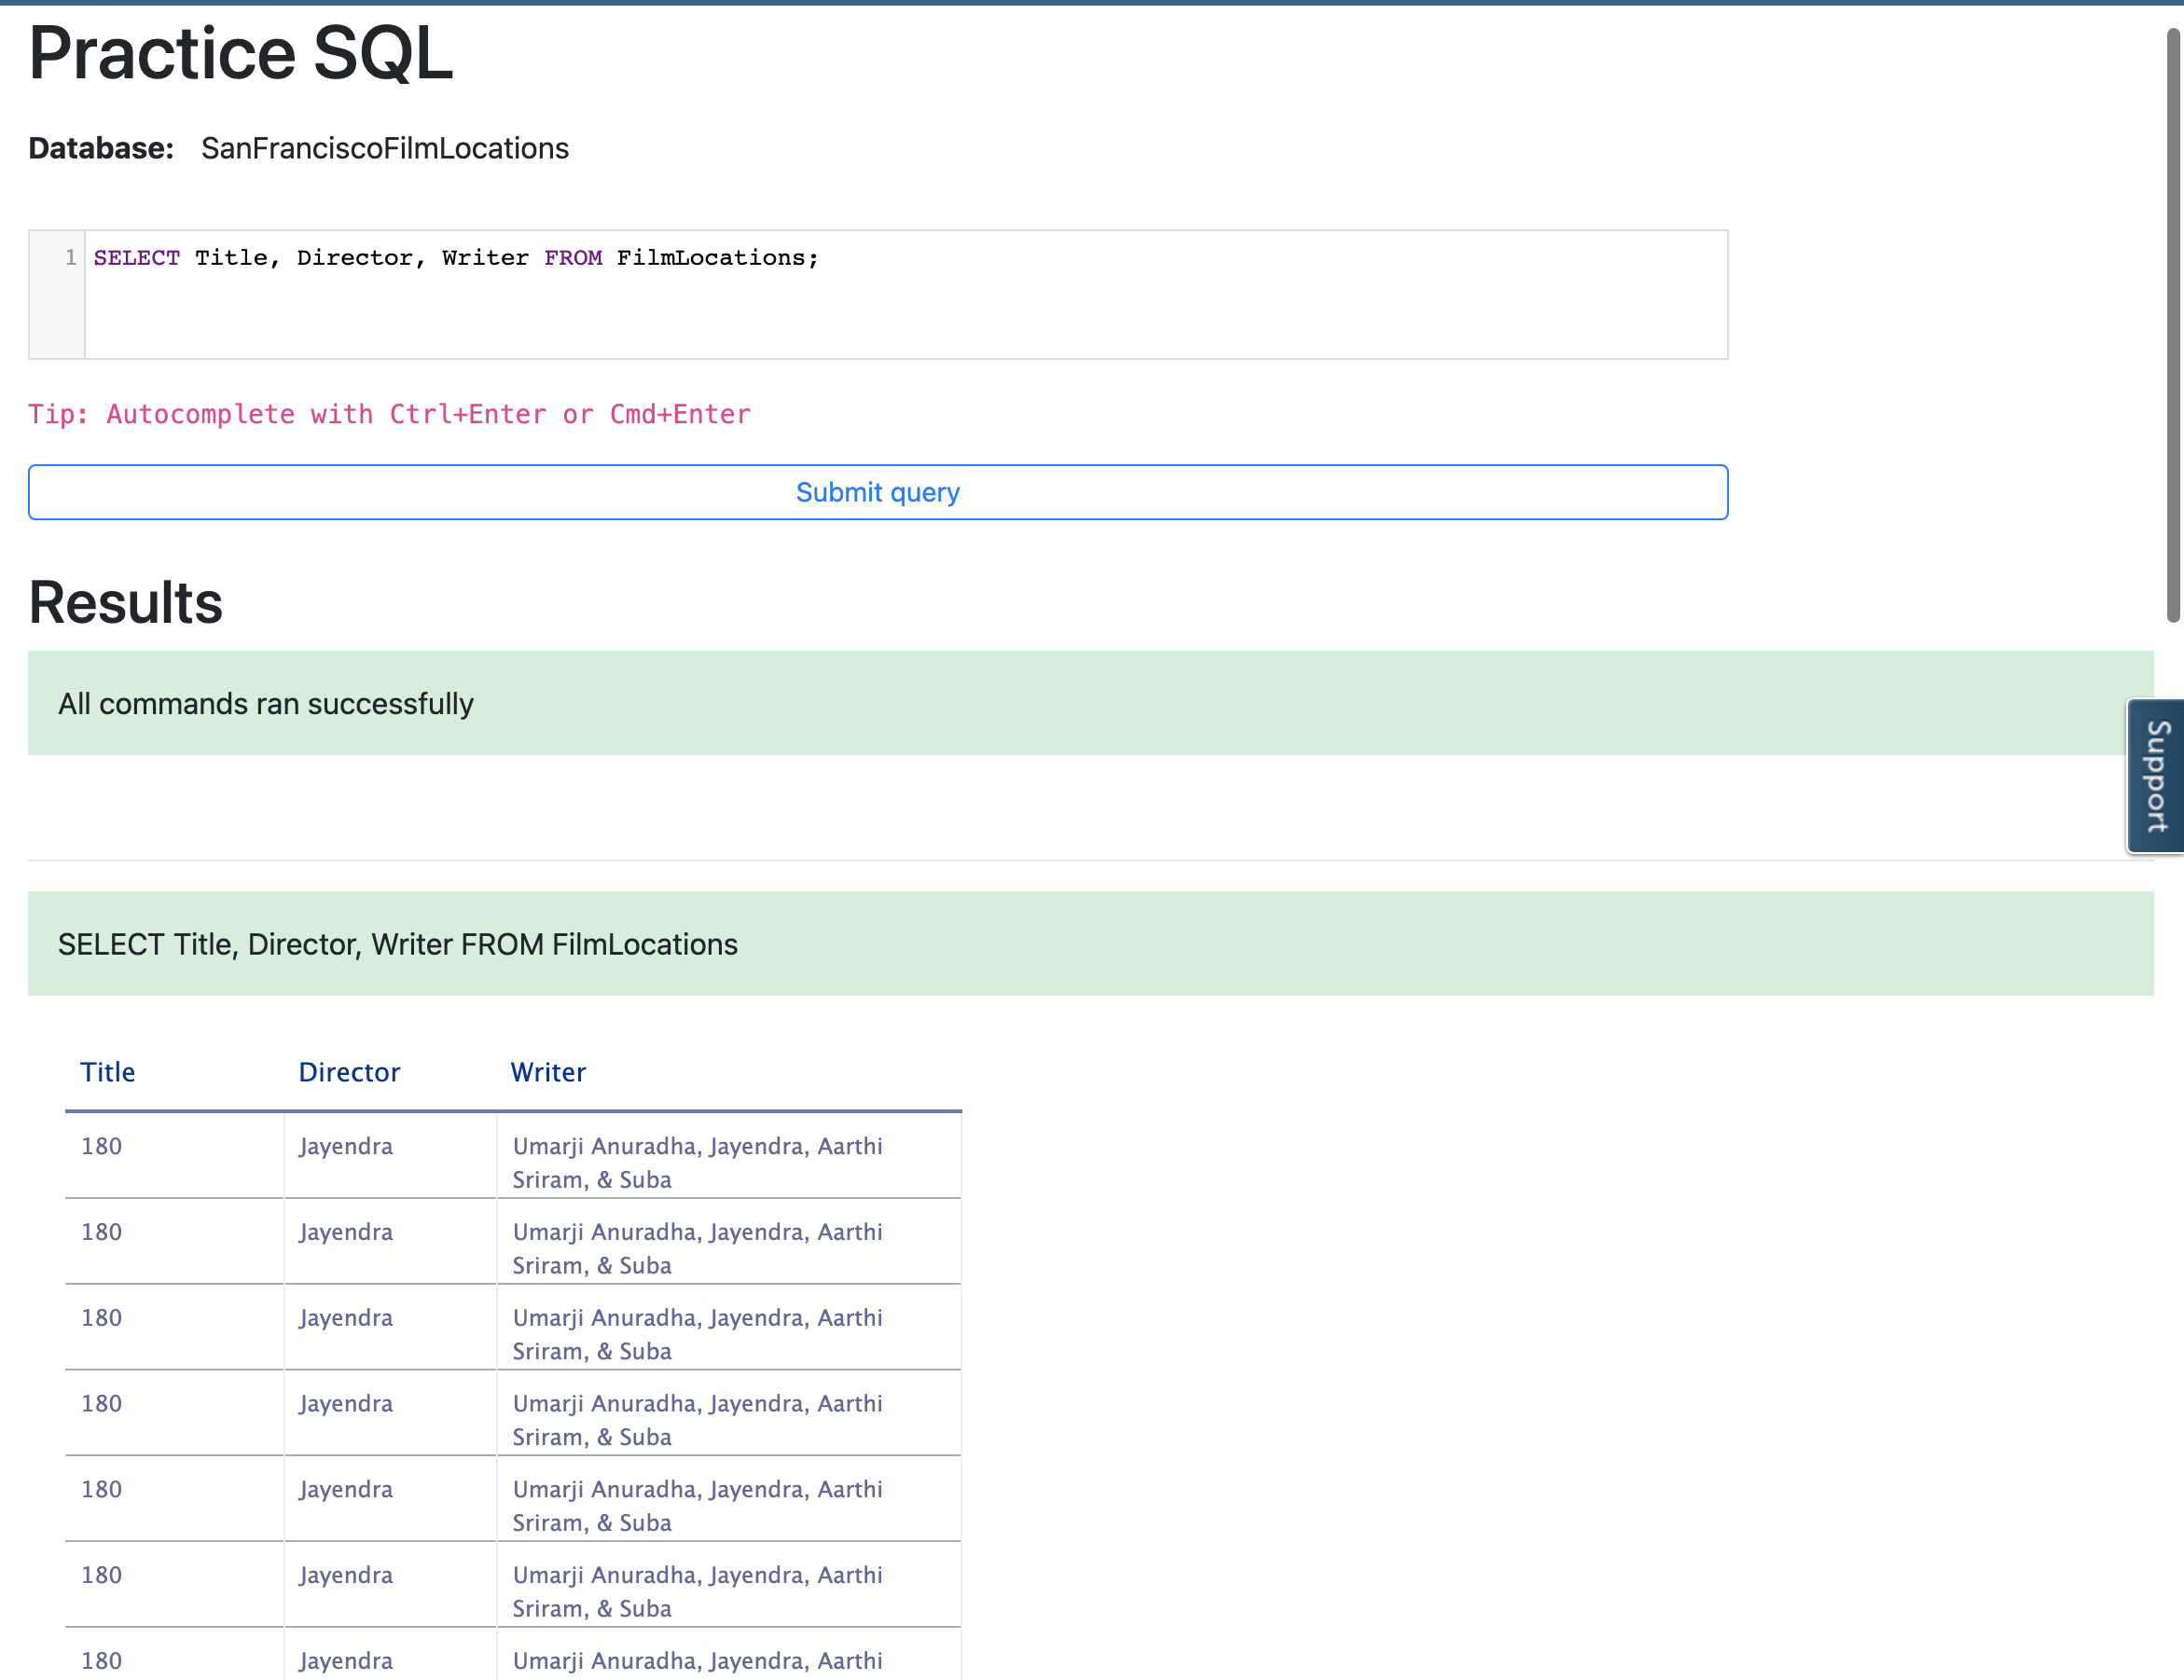 Practice SQL
Database: SanFranciscoFilmLocations
1 SELECT Title, Director, Writer FROM FilmLocations;
Tip: Autocomplete with Ctrl+Enter or Cmd+Enter
Submit query
Results
All commands ran successfully
Support
SELECT Title, Director, Writer FROM FilmLocations
Title Director Writer
180 Jayendra Umarji Anuradha, Jayendra, Aarthi
Sriram, & Suba
180 Jayendra Umarji Anuradha, Jayendra, Aarthi
Sriram, & Suba
180 Jayendra Umarji Anuradha, Jayendra, Aarthi
Sriram, & Suba
180 Jayendra Umarji Anuradha, Jayendra, Aarthi
Sriram, & Suba
180 Jayendra Umarji Anuradha, Jayendra, Aarthi
Sriram, & Suba
180 Jayendra Umarji Anuradha, Jayendra, Aarthi
Sriram, & Suba
180 Jayendra Umarji Anuradha, Jayendra, Aarthi